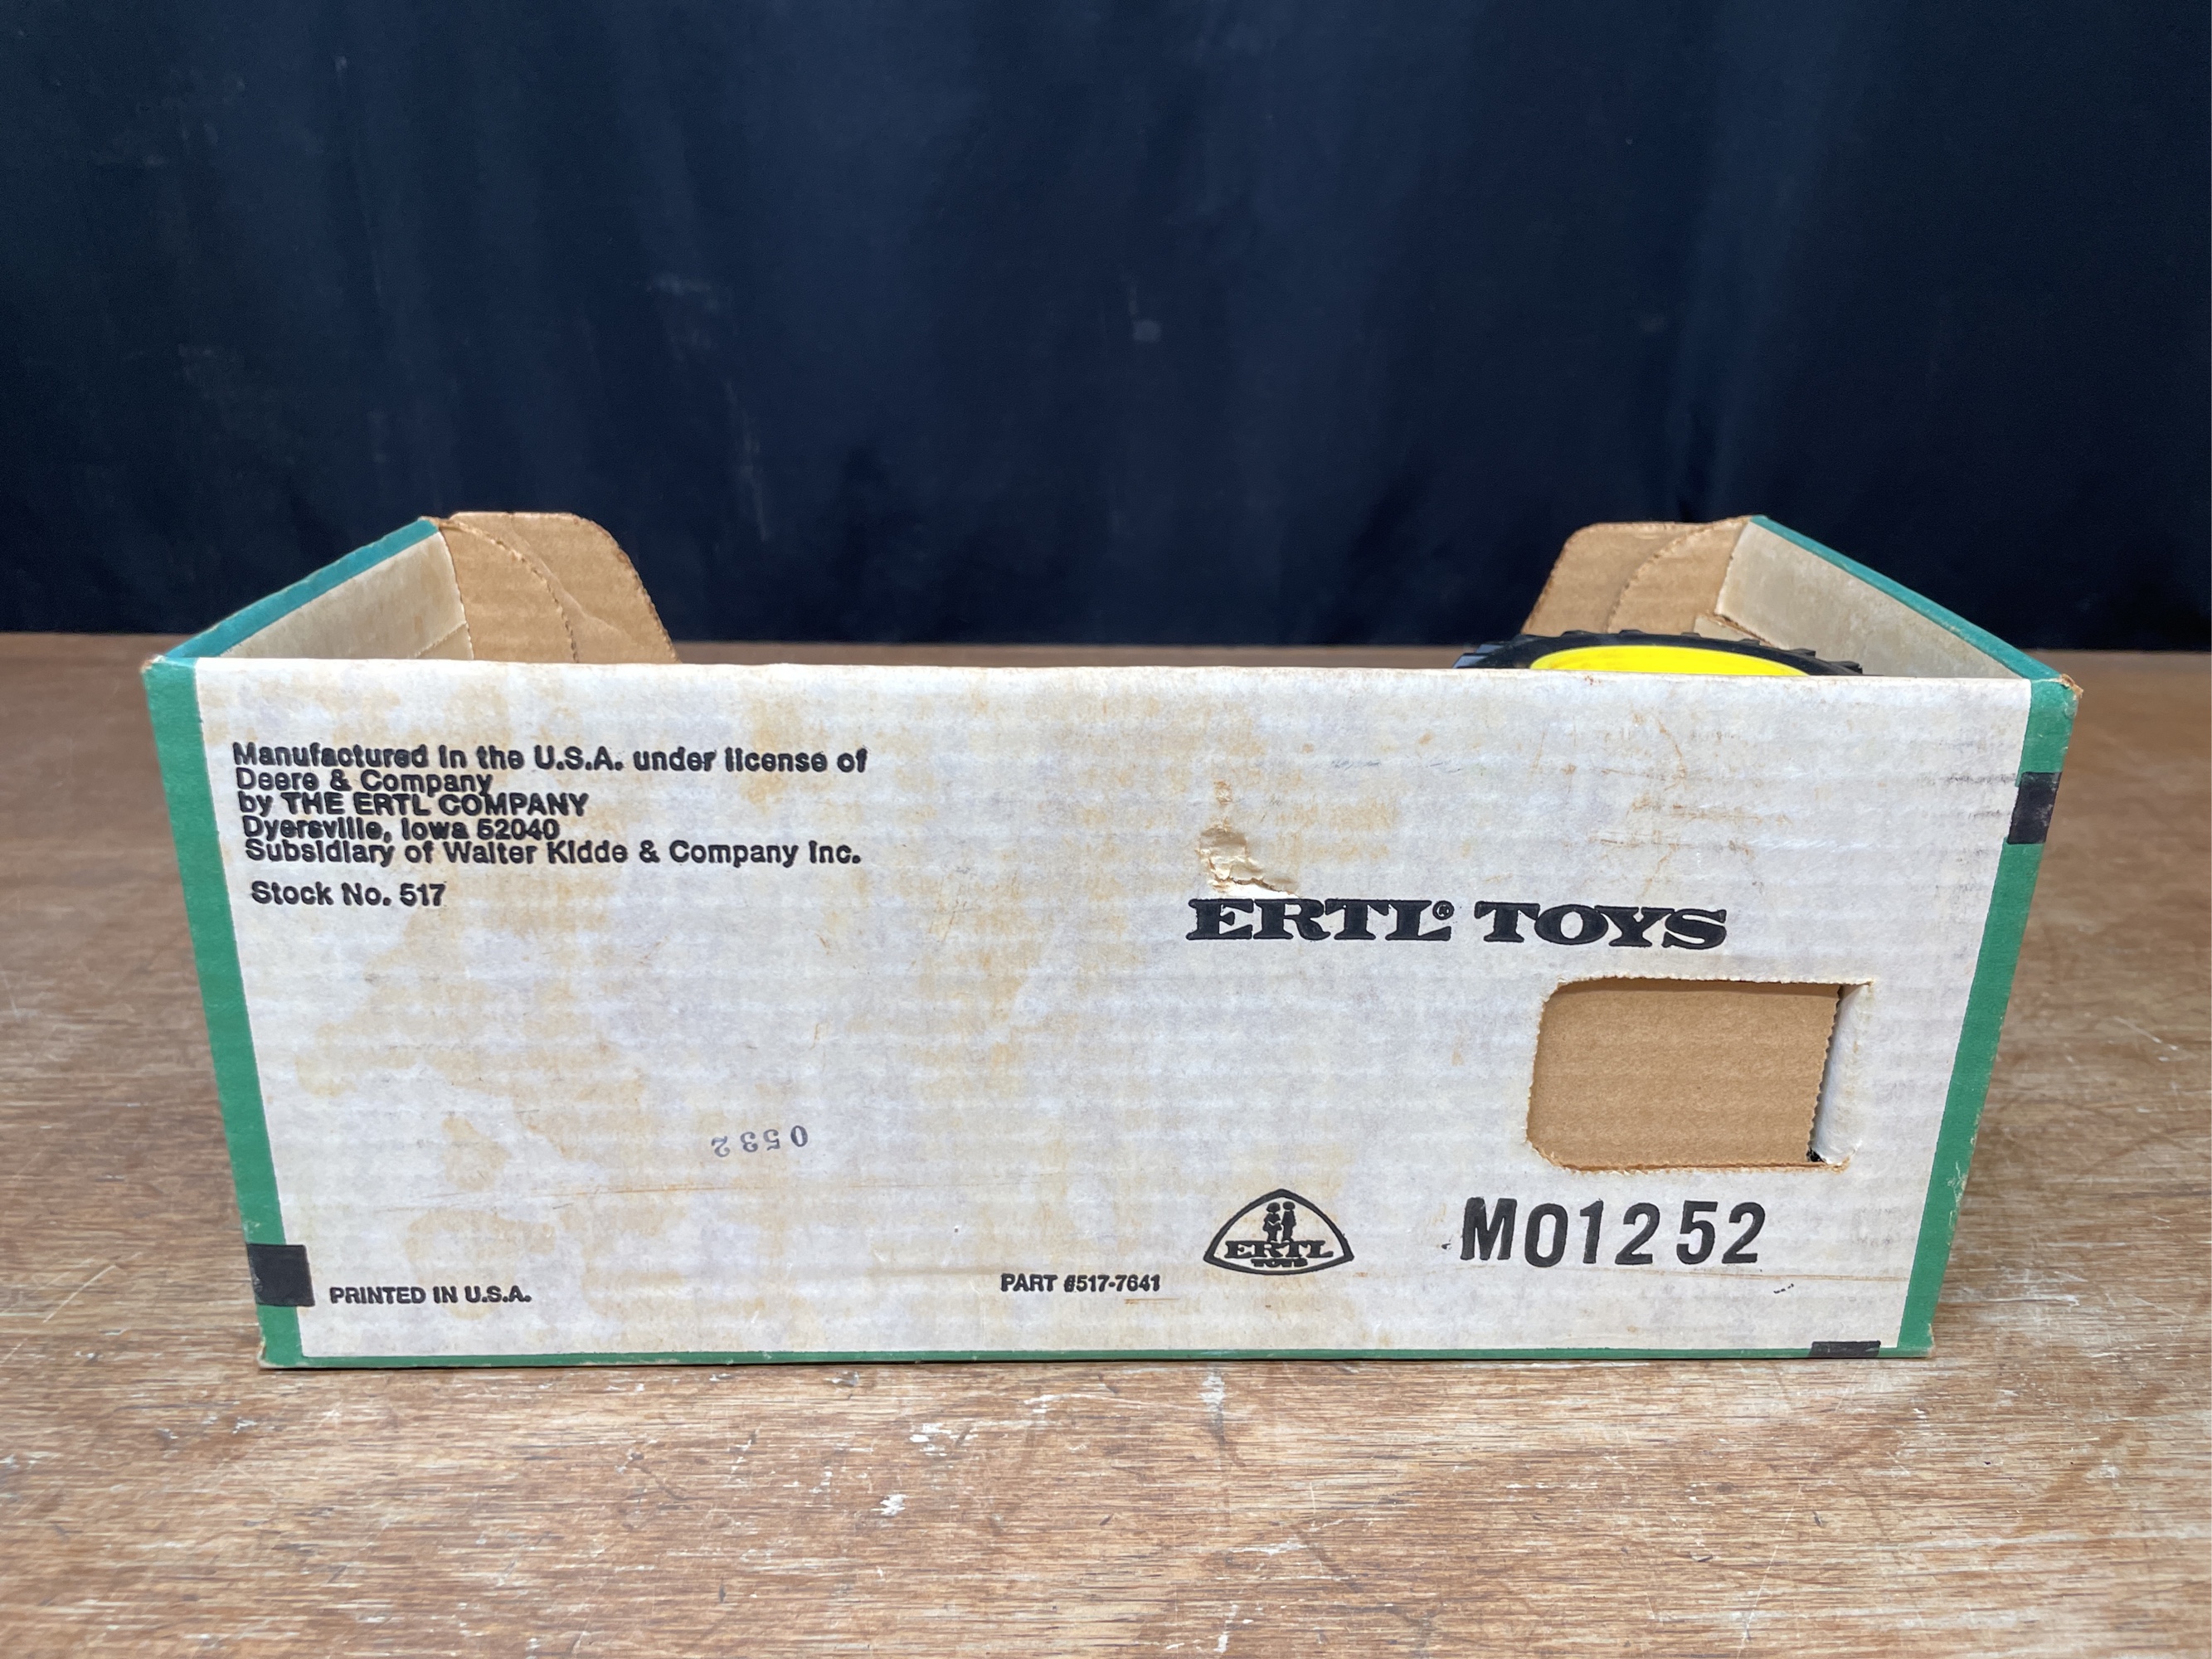 Manufactured in the U.S.A. under license of
Deere & Company
by THE ERTL COMPANY
Dyersville, Iowa 52040
Subsidiary of Walter Kidde & Company Inc.
Stock No. 517
ERTL® TOYS
0532
ERTL
TOYS
M01252
PART #517-7641
PRINTED IN U.S.A.